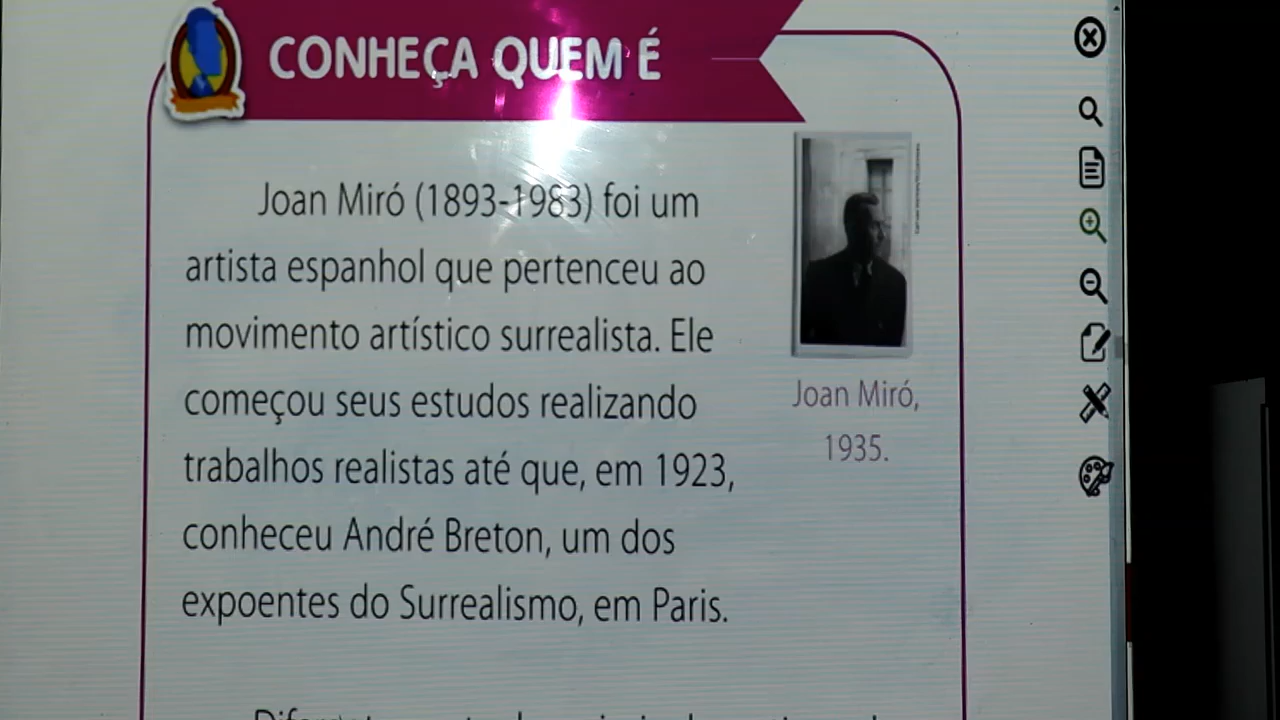 CONHEÇA QUEM É
Joan Miró (1893-1983) foi um
artista espanhol que pertenceu ao
movimento artístico surrealista. Ele
começou seus estudos realizando
trabalhos realistas até que, em 1923,
conheceu André Breton, um dos
expoentes do Surrealismo, em Paris.
Joan Miró,
1935.